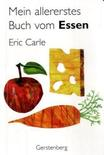 Mein allererstes
Buch vom Essen
Eric Carle
Gerstenberg